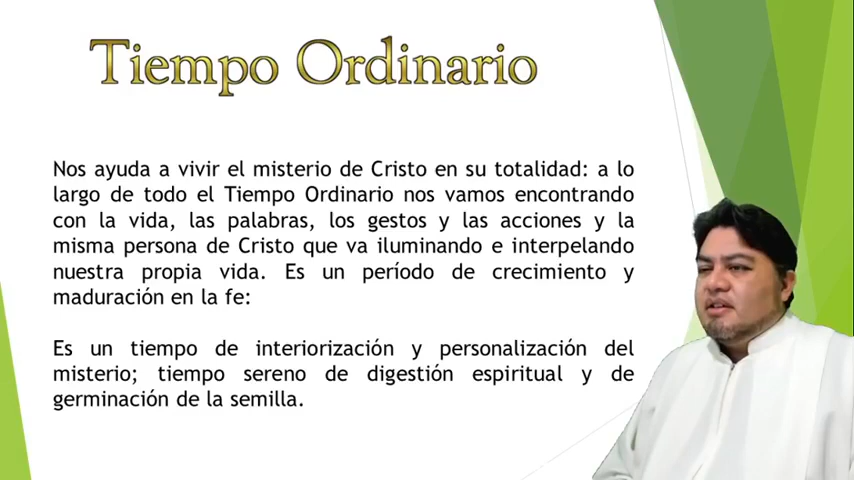 Tiempo Ordinario
Nos ayuda a vivir el misterio de Cristo en su totalidad: a lo
largo de todo el Tiempo Ordinario nos vamos encontrando
con la vida, las palabras, los gestos y las acciones y la
misma persona de Cristo que va iluminando e interpelando
nuestra propia vida. Es un período de crecimiento y
maduración en la fe:
Es un tiempo de interiorización y personalización del
misterio; tiempo sereno de digestión espiritual y de
germinación de la semilla.